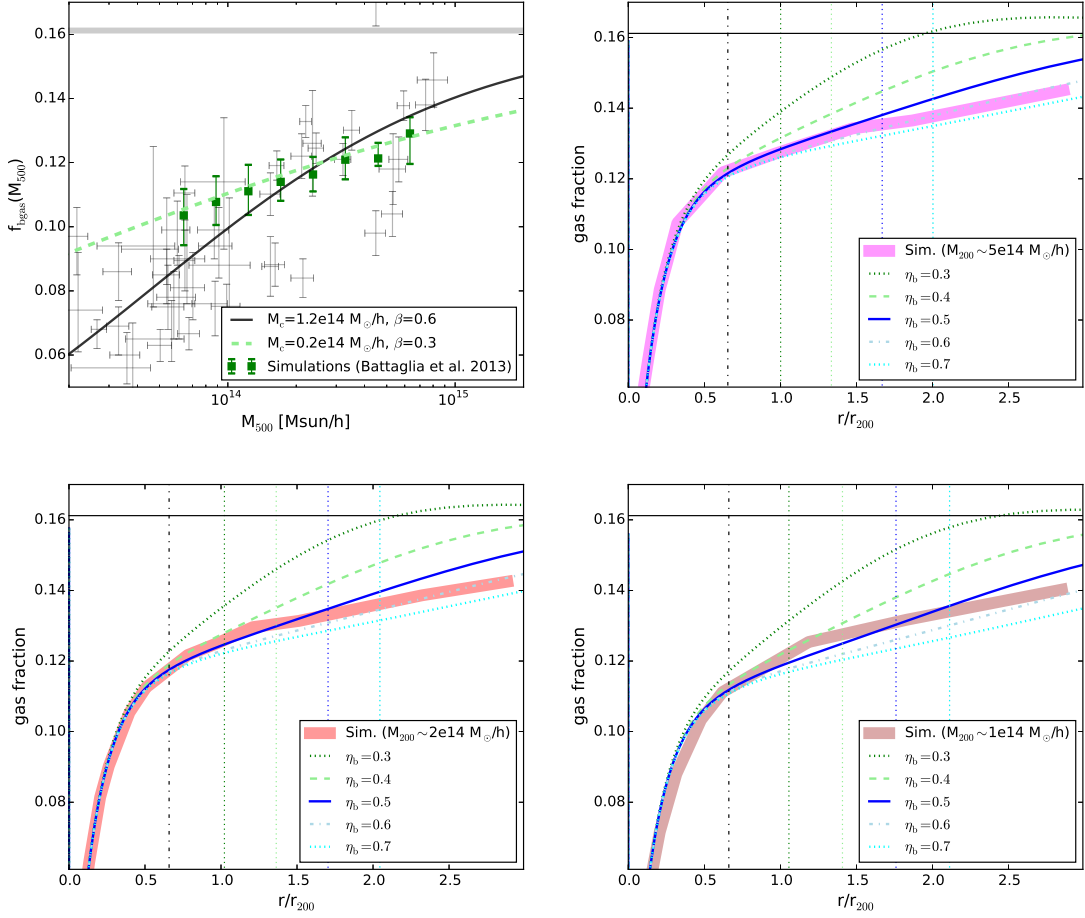 0.16
0.14
0.12
0.10
0.08
0.06
f_bgas(M_500)
10^14
10^15
M_500 [Msun/h]
M_c=1.2e14 M_⊙/h, β=0.6
M_c=0.2e14 M_⊙/h, β=0.3
Simulations (Battaglia et al. 2013)
0.16
0.14
0.12
0.10
0.08
gas fraction
0.0 0.5 1.0 1.5 2.0 2.5
r/r_200
Sim. (M_200~5e14 M_⊙/h)
η_b=0.3
η_b=0.4
η_b=0.5
η_b=0.6
η_b=0.7
0.16
0.14
0.12
0.10
0.08
gas fraction
0.0 0.5 1.0 1.5 2.0 2.5
r/r_200
Sim. (M_200~2e14 M_⊙/h)
η_b=0.3
η_b=0.4
η_b=0.5
η_b=0.6
η_b=0.7
0.16
0.14
0.12
0.10
0.08
gas fraction
0.0 0.5 1.0 1.5 2.0 2.5
r/r_200
Sim. (M_200~1e14 M_⊙/h)
η_b=0.3
η_b=0.4
η_b=0.5
η_b=0.6
η_b=0.7